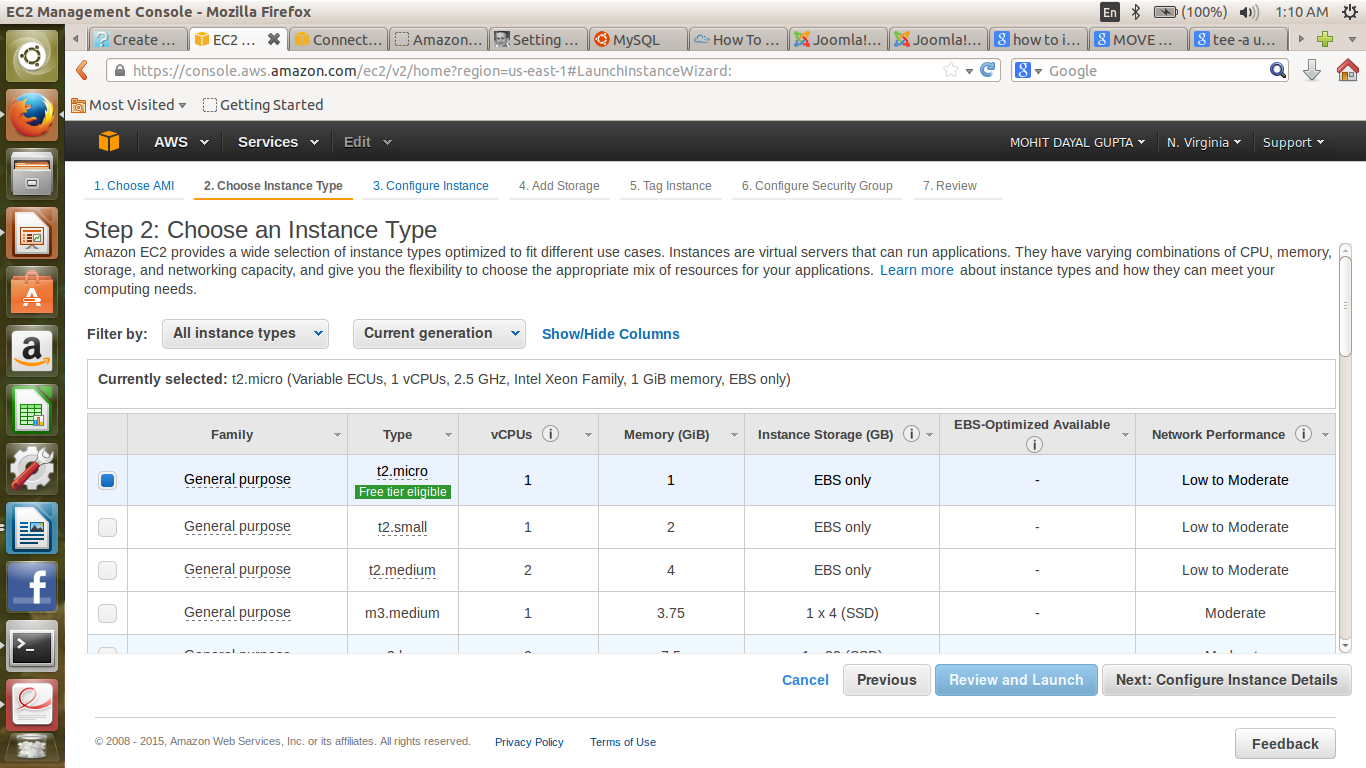 EC2 Management Console - Mozilla Firefox
En (100%) 1:10 AM
Create ... EC2 ... Connect... Amazon... Setting ... MySQL How To ... Joomla!... Joomla!... how to i... MOVE ... tee -a u...
https://console.aws.amazon.com/ec2/v2/home?region=us-east-1#LaunchInstanceWizard:
Google
Most Visited Getting Started
AWS Services Edit MOHIT DAYAL GUPTA N. Virginia Support
1. Choose AMI 2. Choose Instance Type 3. Configure Instance 4. Add Storage 5. Tag Instance 6. Configure Security Group 7. Review
Step 2: Choose an Instance Type
Amazon EC2 provides a wide selection of instance types optimized to fit different use cases. Instances are virtual servers that can run applications. They have varying combinations of CPU, memory,
storage, and networking capacity, and give you the flexibility to choose the appropriate mix of resources for your applications. Learn more about instance types and how they can meet your
computing needs.
Filter by: All instance types Current generation Show/Hide Columns
Currently selected: t2.micro (Variable ECUs, 1 vCPUs, 2.5 GHz, Intel Xeon Family, 1 GiB memory, EBS only)
Family Type vCPUs Memory (GiB) Instance Storage (GB) EBS-Optimized Available Network Performance
General purpose t2.micro 1 1 EBS only - Low to Moderate
Free tier eligible
General purpose t2.small 1 2 EBS only - Low to Moderate
General purpose t2.medium 2 4 EBS only - Low to Moderate
General purpose m3.medium 1 3.75 1 x 4 (SSD) - Moderate
Cancel Previous Review and Launch Next: Configure Instance Details
© 2008 - 2015, Amazon Web Services, Inc. or its affiliates. All rights reserved. Privacy Policy Terms of Use
Feedback